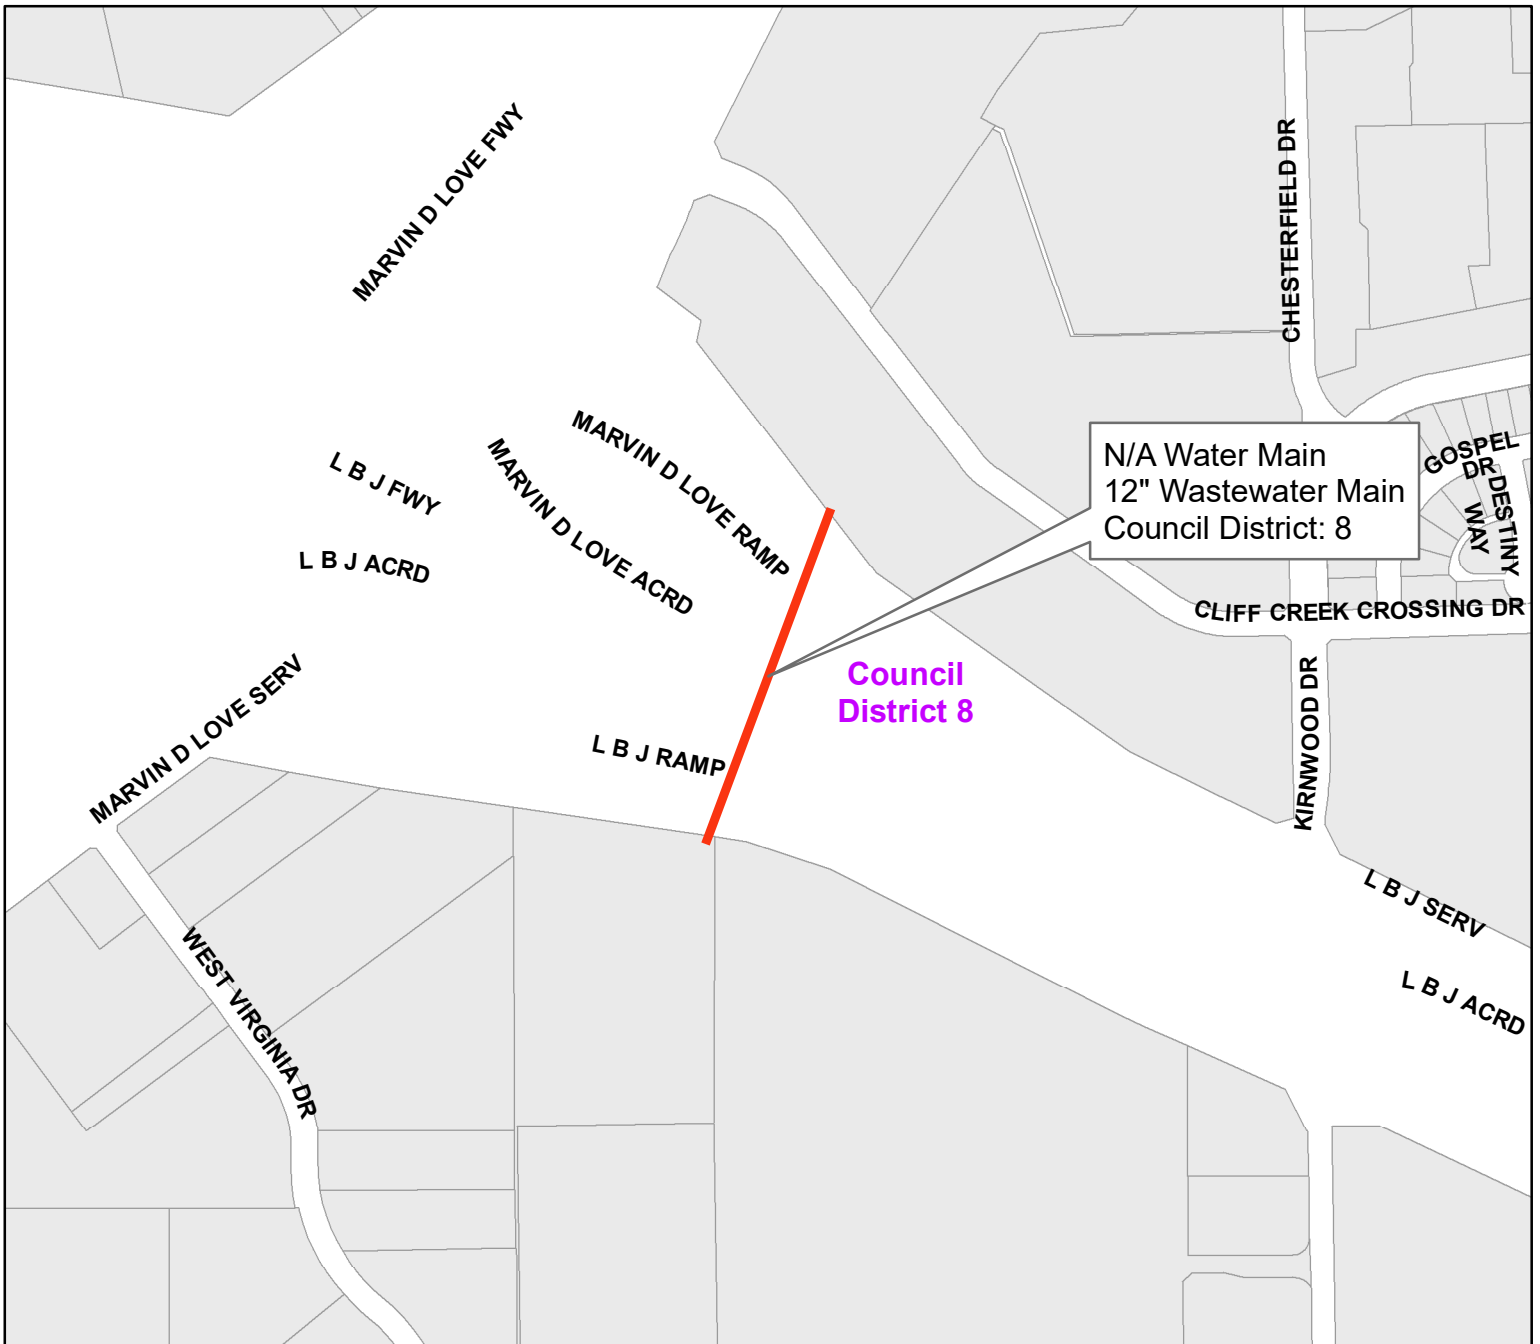 MARVIN D LOVE FWY
CHESTERFIELD DR
MARVIN D LOVE RAMP
L B J FWY
MARVIN D LOVE ACRD
N/A Water Main
12" Wastewater Main
Council District: 8
GOSPEL
DR
DESTINY
WAY
L B J ACRD
CLIFF CREEK CROSSING DR
MARVIN D LOVE SERV
Council
District 8
KIRNWOOD DR
L B J RAMP
L B J SERV
WEST VIRGINIA DR
L B J ACRD